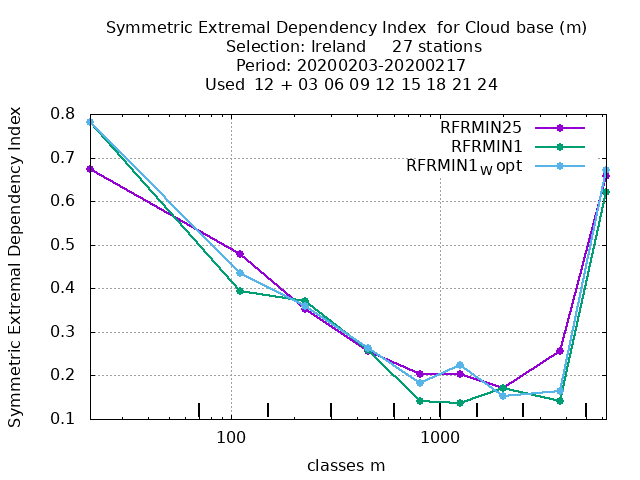 Symmetric Extremal Dependency Index for Cloud base (m)
Selection: Ireland 27 stations
Period: 20200203-20200217
Used 12 + 03 06 09 12 15 18 21 24
Symmetric Extremal Dependency Index
0.8
0.7
0.6
0.5
0.4
0.3
0.2
0.1
RFRMIN25
RFRMIN1
RFRMIN1w opt
100 1000
classes m